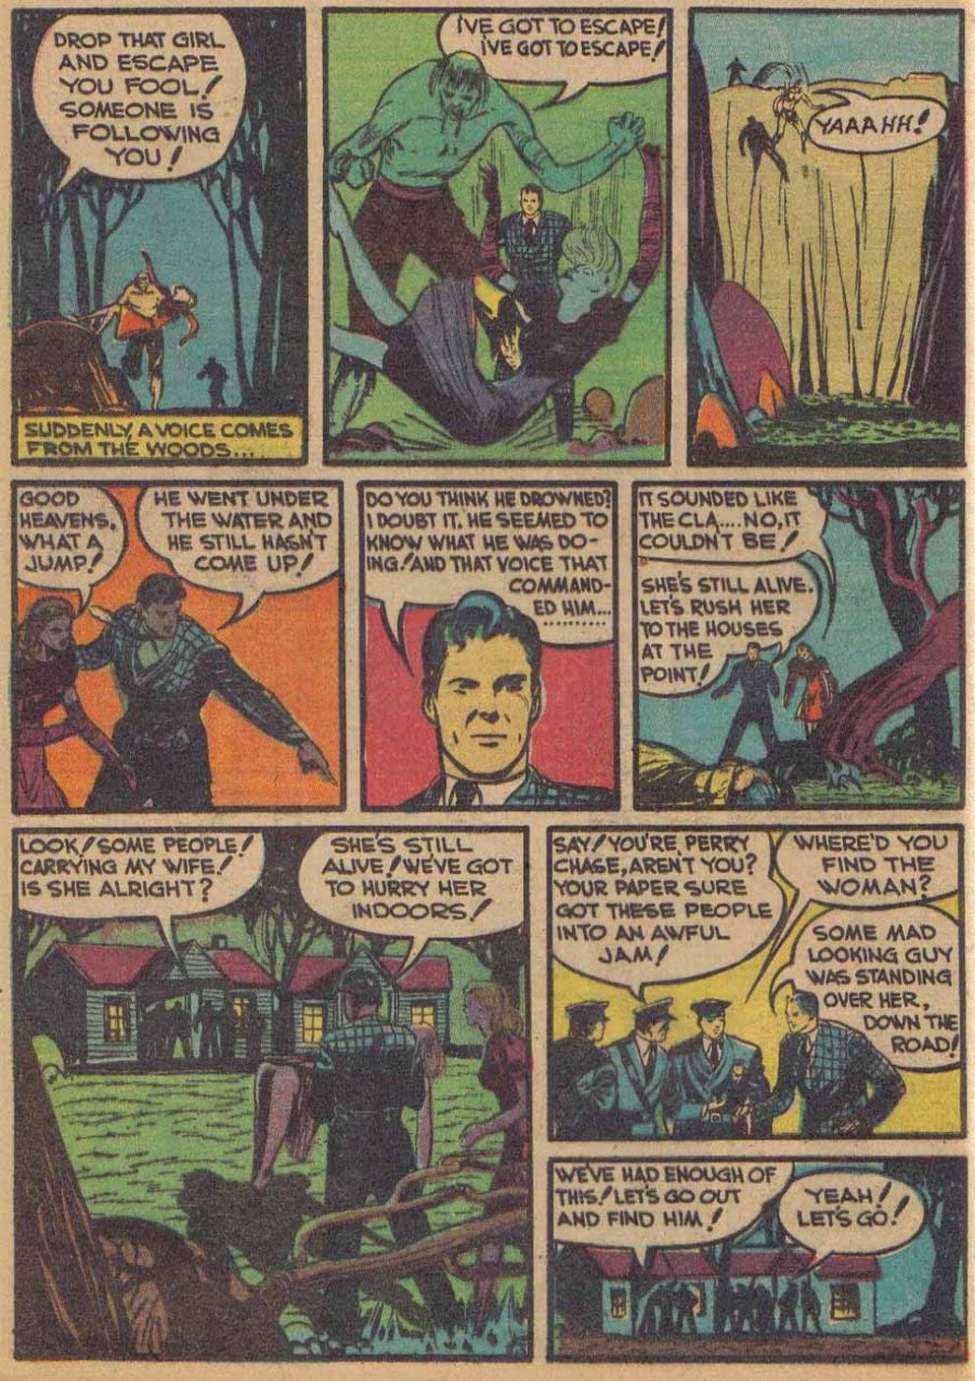 DROP THAT GIRL
AND ESCAPE
YOU FOOL!
SOMEONE IS
FOLLOWING
YOU!
SUDDENLY, A VOICE COMES
FROM THE WOODS...
I'VE GOT TO ESCAPE!
I'VE GOT TO ESCAPE!
YAAAHH!
GOOD
HEAVENS,
WHAT A
JUMP!
HE WENT UNDER
THE WATER AND
HE STILL HASN'T
COME UP!
DO YOU THINK HE DROWNED?
I DOUBT IT. HE SEEMED TO
KNOW WHAT HE WAS DO-
ING! AND THAT VOICE THAT
COMMAND-
ED HIM...
..........
IT SOUNDED LIKE
THE CLA....NO, IT
COULDN'T BE!
SHE'S STILL ALIVE.
LET'S RUSH HER
TO THE HOUSES
AT THE
POINT!
LOOK! SOME PEOPLE!
CARRYING MY WIFE!
IS SHE ALRIGHT?
SHE'S STILL
ALIVE! WE'VE GOT
TO HURRY HER
INDOORS!
SAY! YOU'RE, PERRY
CHASE, AREN'T YOU?
YOUR PAPER SURE
GOT THESE PEOPLE
INTO AN AWFUL
JAM!
WHERE'D YOU
FIND THE
WOMAN?
SOME MAD
LOOKING GUY
WAS STANDING
OVER HER,
DOWN THE
ROAD!
WE'VE HAD ENOUGH OF
THIS! LET'S GO OUT
AND FIND HIM!
YEAH!
LET'S GO!